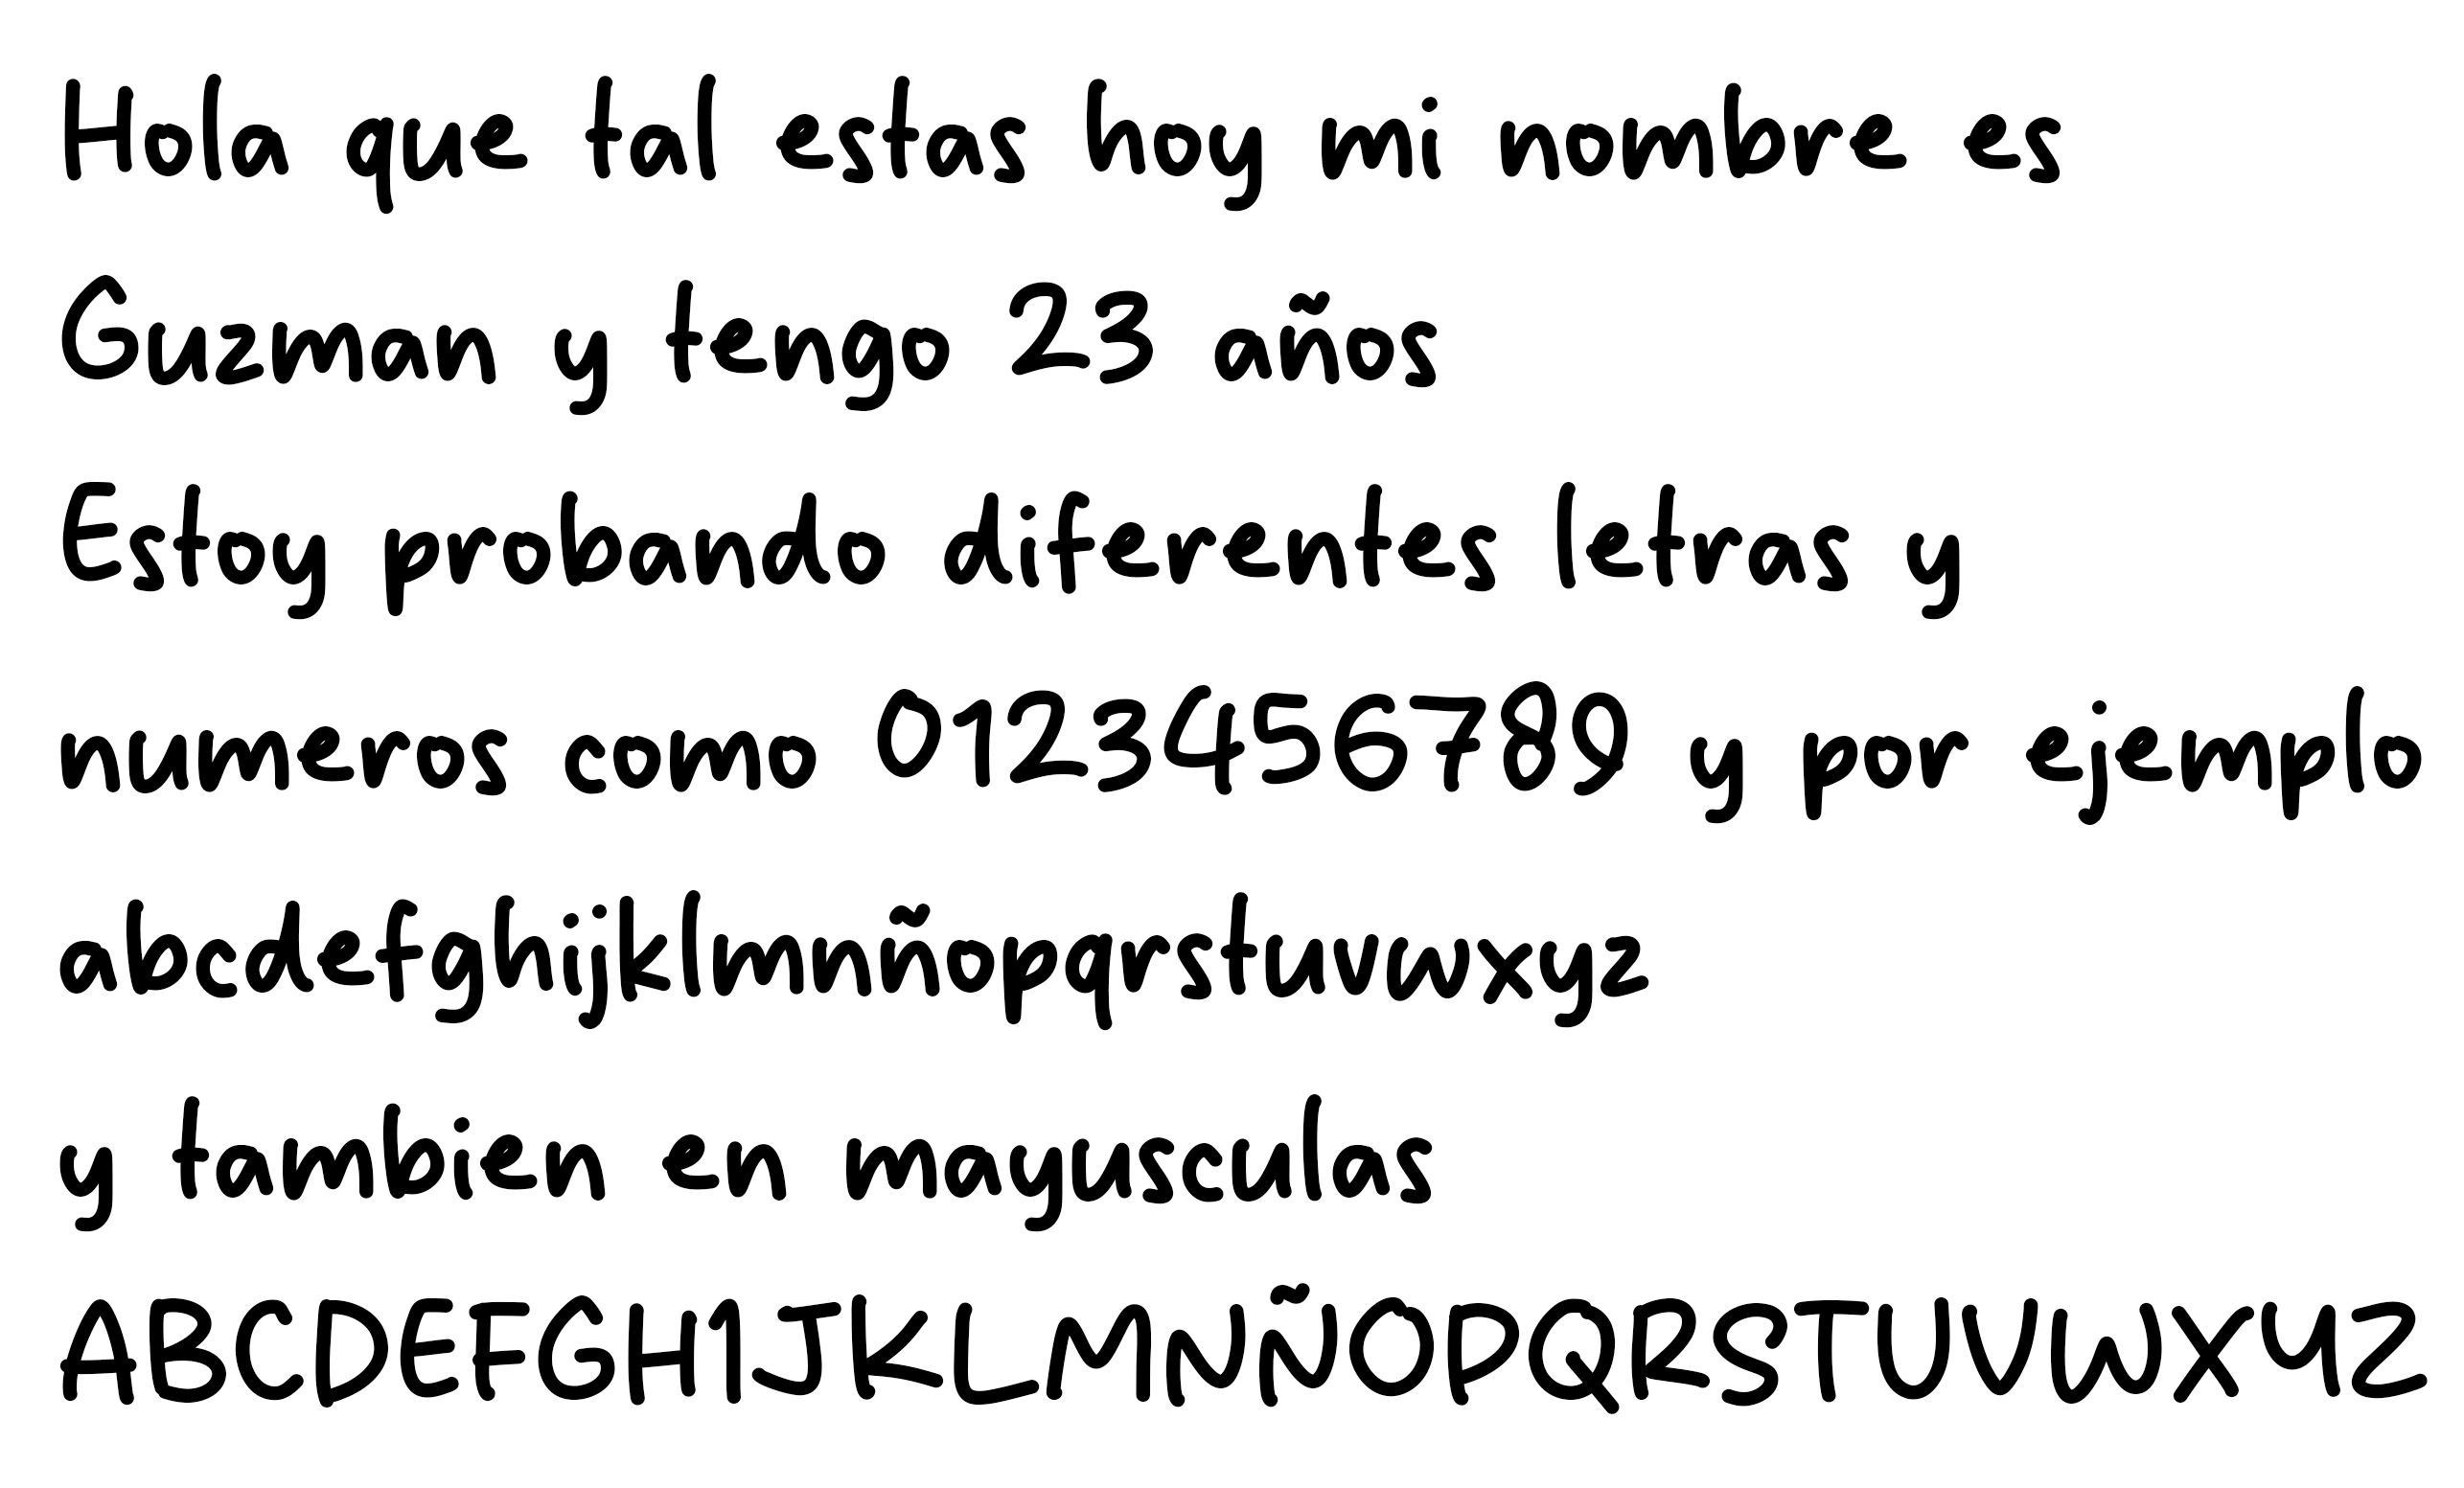 Hola que tal estas hoy mi nombre es
Guzman y tengo 23 años
Estoy probando diferentes letras y
numeros como 0123456789 y por ejemplo
abcdefghijklmnñopqrstuvwxyz
y tambien en mayusculas
ABCDEFGHIJKLMNÑOPQRSTUVWXYZ